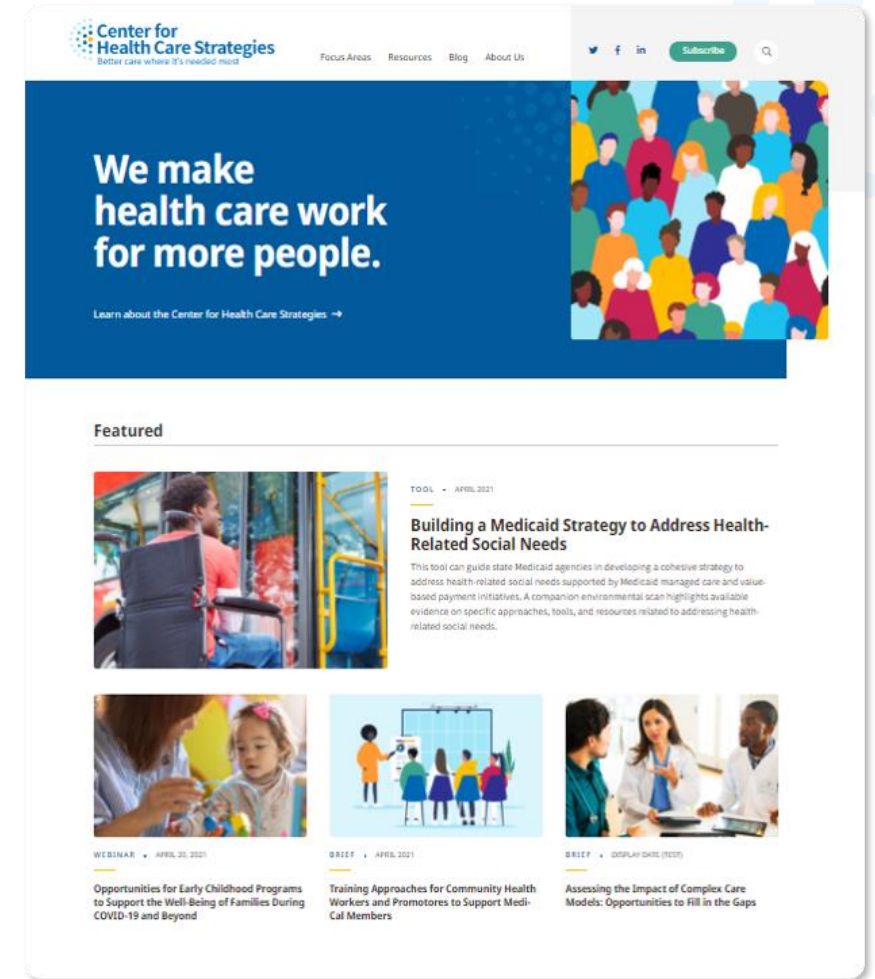 Center for
Health Care Strategies
Better care where it's needed most
Focus Areas Resources Blog About Us
Subscribe
We make
health care work
for more people.
Learn about the Center for Health Care Strategies →
Featured
TOOL • APRIL 2021
Building a Medicaid Strategy to Address Health-
Related Social Needs
This tool can guide state Medicaid agencies in developing a cohesive strategy to
address health-related social needs supported by Medicaid managed care and value-
based payment initiatives. A companion environmental scan highlights available
evidence on specific approaches, tools, and resources related to addressing health-
related social needs.
WEBINAR • APRIL 20, 2021
Opportunities for Early Childhood Programs
to Support the Well-Being of Families During
COVID-19 and Beyond
BRIEF • APRIL 2021
Training Approaches for Community Health
Workers and Promotores to Support Medi-
Cal Members
BRIEF • DISPLAY DATE (TEST)
Assessing the Impact of Complex Care
Models: Opportunities to Fill in the Gaps